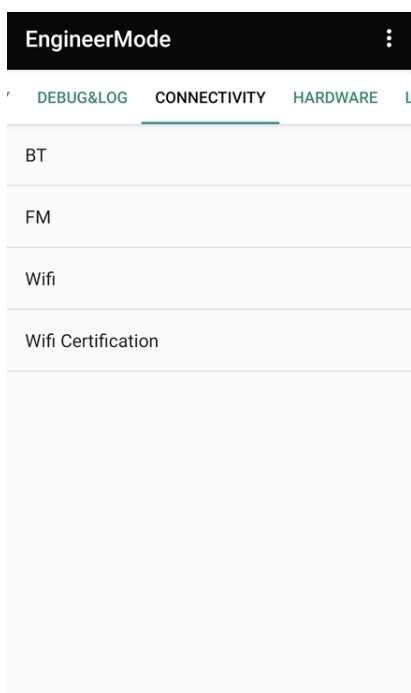 EngineerMode
DEBUG&LOG CONNECTIVITY HARDWARE
BT
FM
Wifi
Wifi Certification